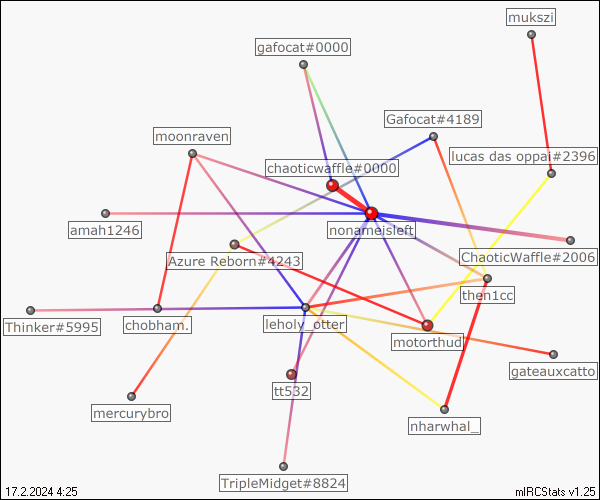 mukszi
gafocat#0000
Gafocat#4189
moonraven
lucas das oppai#2396
chaoticwaffle#0000
amah1246
nonameisleft
ChaoticWaffle#2006
Azure Reborn#4243
then1cc
Thinker#5995
chobham.
leholy_otter
motorthud
gateauxcatto
tt532
mercurybro
nharwhal_
TripleMidget#8824
17.2.2024 4:25
mIRCStats v1.25